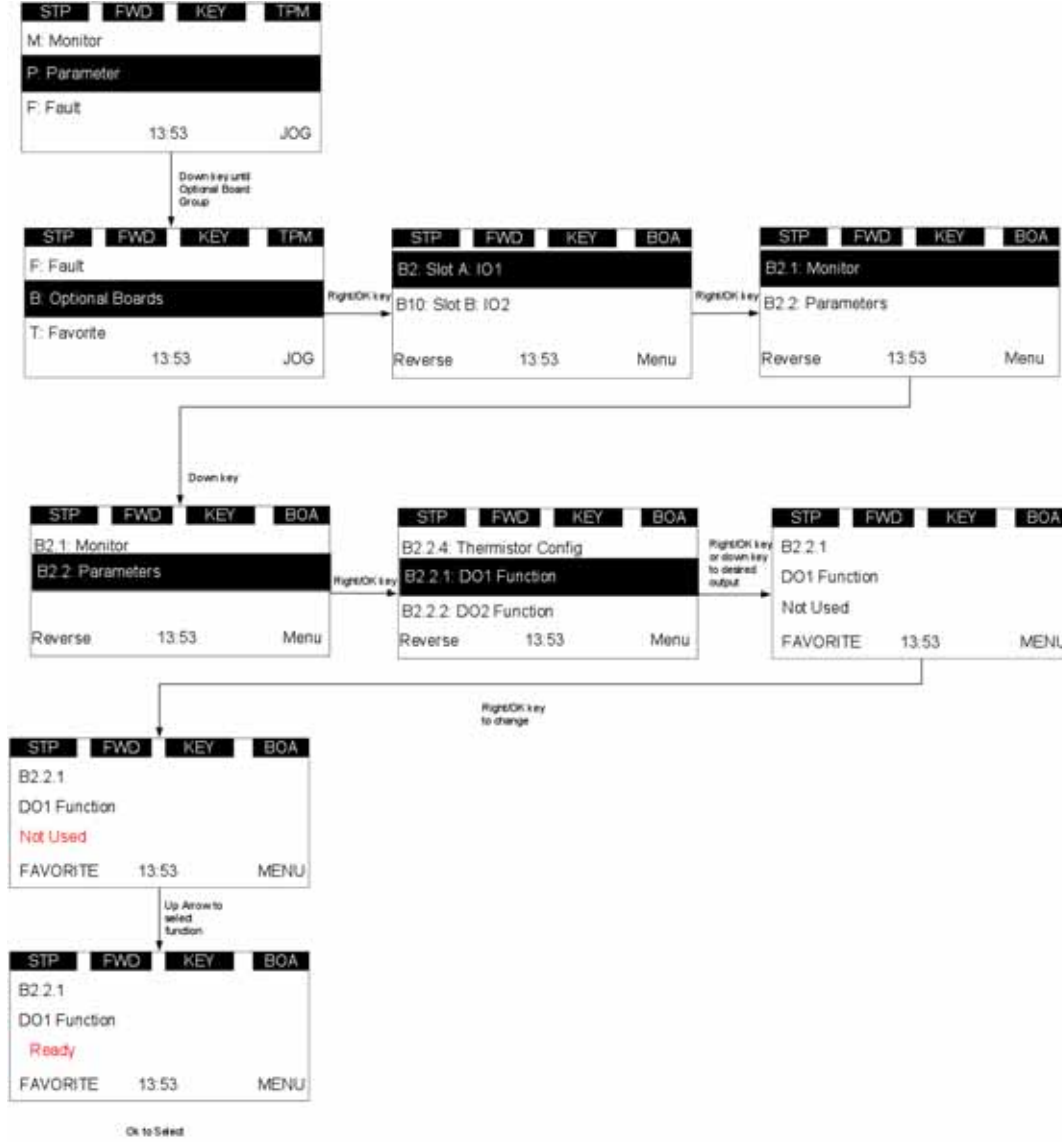 STP FWD KEY TPM
M: Monitor
P: Parameter
F: Fault
13:53 JOG
Down key until
Optional Board
Group
STP FWD KEY TPM
F: Fault
B: Optional Boards
T: Favorite
13:53 JOG
Right/OK key
STP FWD KEY BOA
B2: Slot A: IO1
B10: Slot B: IO2
Reverse 13:53 Menu
Right/OK key
STP FWD KEY BOA
B2.1: Monitor
B2.2: Parameters
Reverse 13:53 Menu
Down key
STP FWD KEY BOA
B2.1: Monitor
B2.2: Parameters
Reverse 13:53 Menu
Right/OK key
STP FWD KEY BOA
B2.2.4: Thermistor Config
B2.2.1: DO1 Function
B2.2.2: DO2 Function
Reverse 13:53 Menu
Right/OK key
or down key
to desired
output
STP FWD KEY BOA
B2.2.1
DO1 Function
Not Used
FAVORITE 13:53 MENU
Right/OK key
to change
STP FWD KEY BOA
B2.2.1
DO1 Function
Not Used
FAVORITE 13:53 MENU
Up Arrow to
select
function
STP FWD KEY BOA
B2.2.1
DO1 Function
Ready
FAVORITE 13:53 MENU
Ok to Select